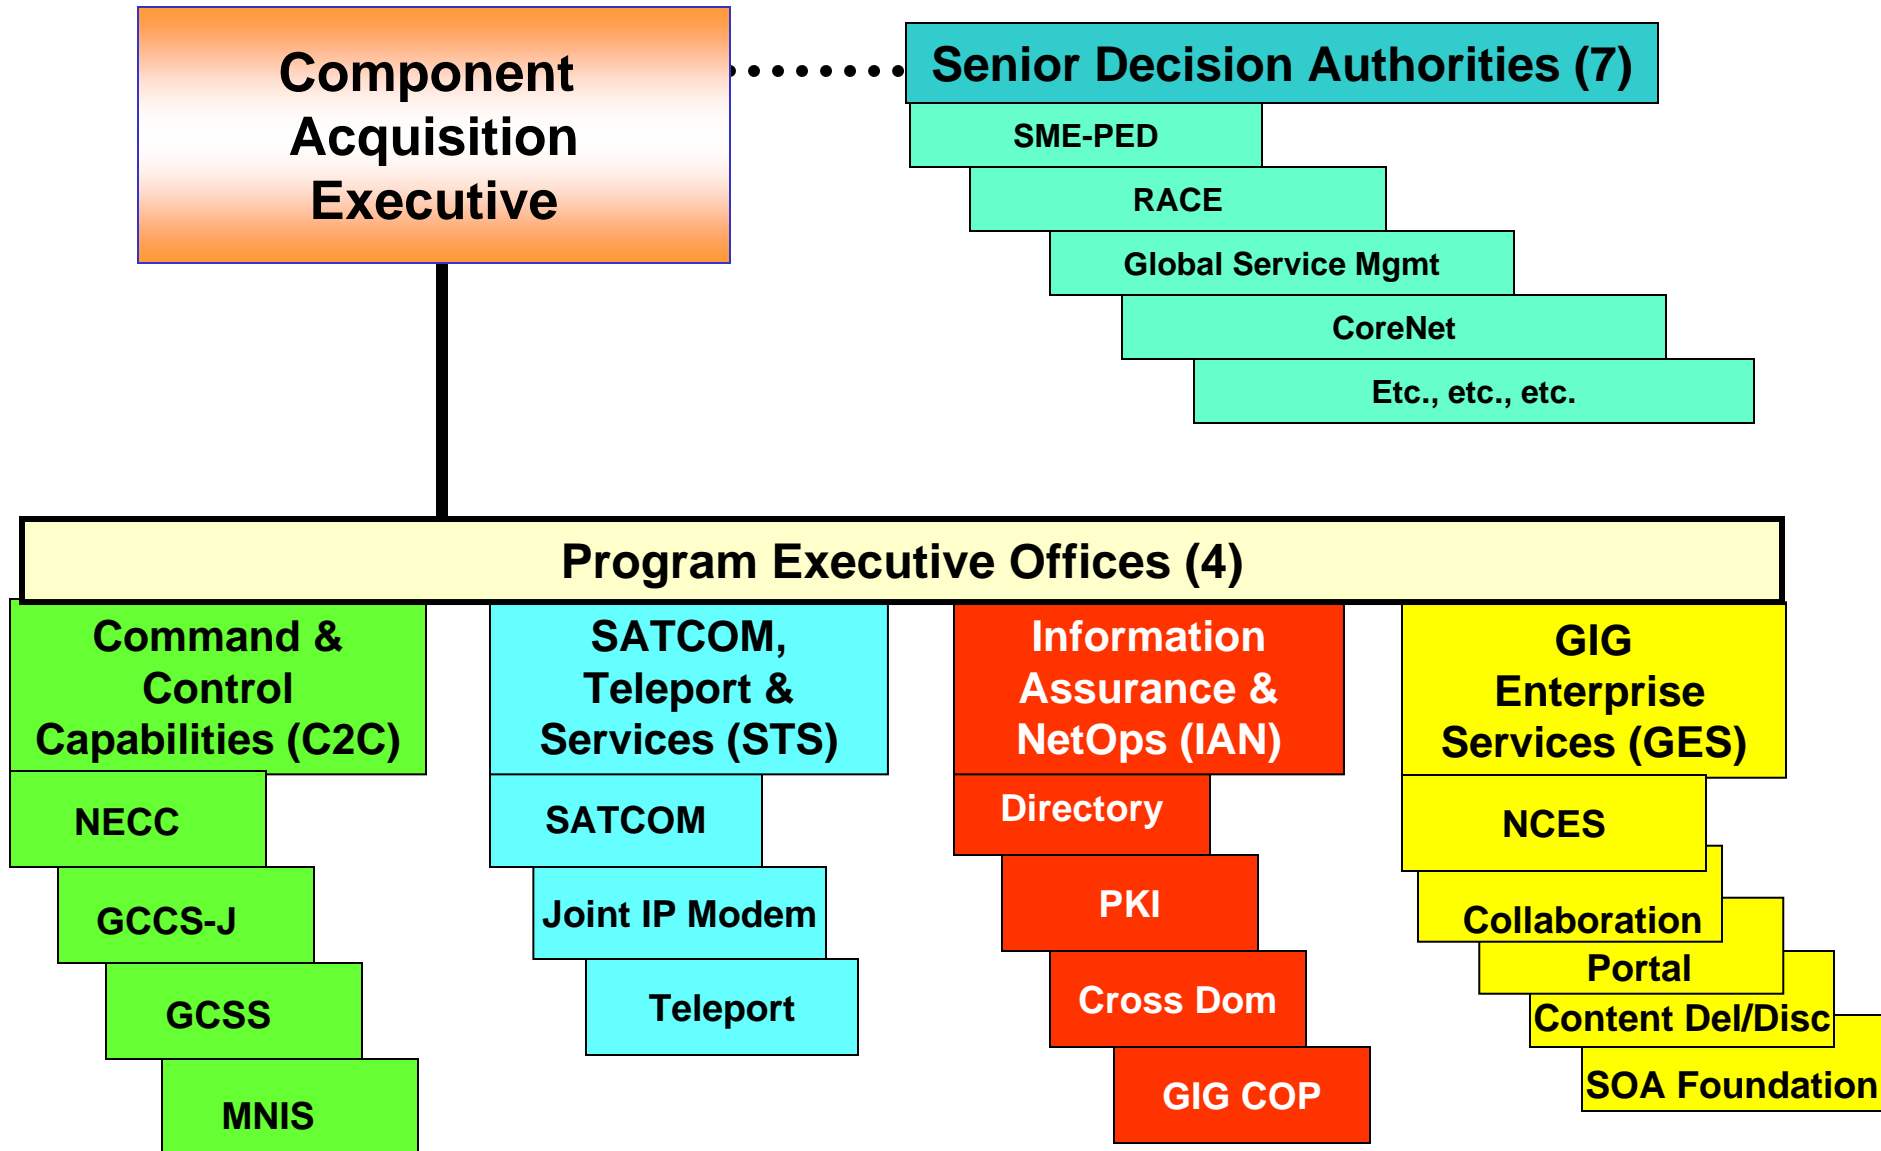 Component
Acquisition
Executive
Senior Decision Authorities (7)
SME-PED
RACE
Global Service Mgmt
CoreNet
Etc., etc., etc.
Program Executive Offices (4)
Command &
Control
Capabilities (C2C)
NECC
GCCS-J
GCSS
MNIS
SATCOM,
Teleport &
Services (STS)
SATCOM
Joint IP Modem
Teleport
Information
Assurance &
NetOps (IAN)
Directory
PKI
Cross Dom
GIG COP
GIG
Enterprise
Services (GES)
NCES
Collaboration
Portal
Content Del/Disc
SOA Foundation